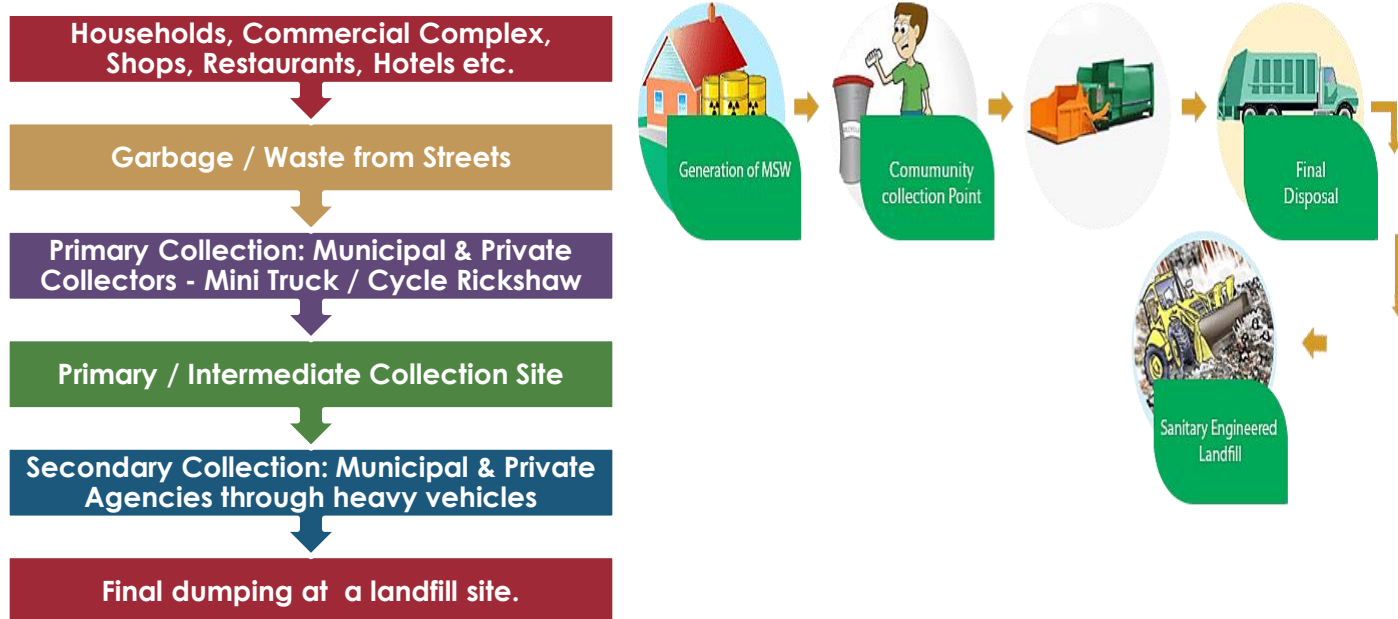 Households, Commercial Complex,
Shops, Restaurants, Hotels etc.
Garbage / Waste from Streets
Primary Collection: Municipal & Private
Collectors - Mini Truck / Cycle Rickshaw
Primary / Intermediate Collection Site
Secondary Collection: Municipal & Private
Agencies through heavy vehicles
Final dumping at a landfill site.
Generation of MSW
Comumunity
collection Point
Final
Disposal
Sanitary Engineered
Landfill